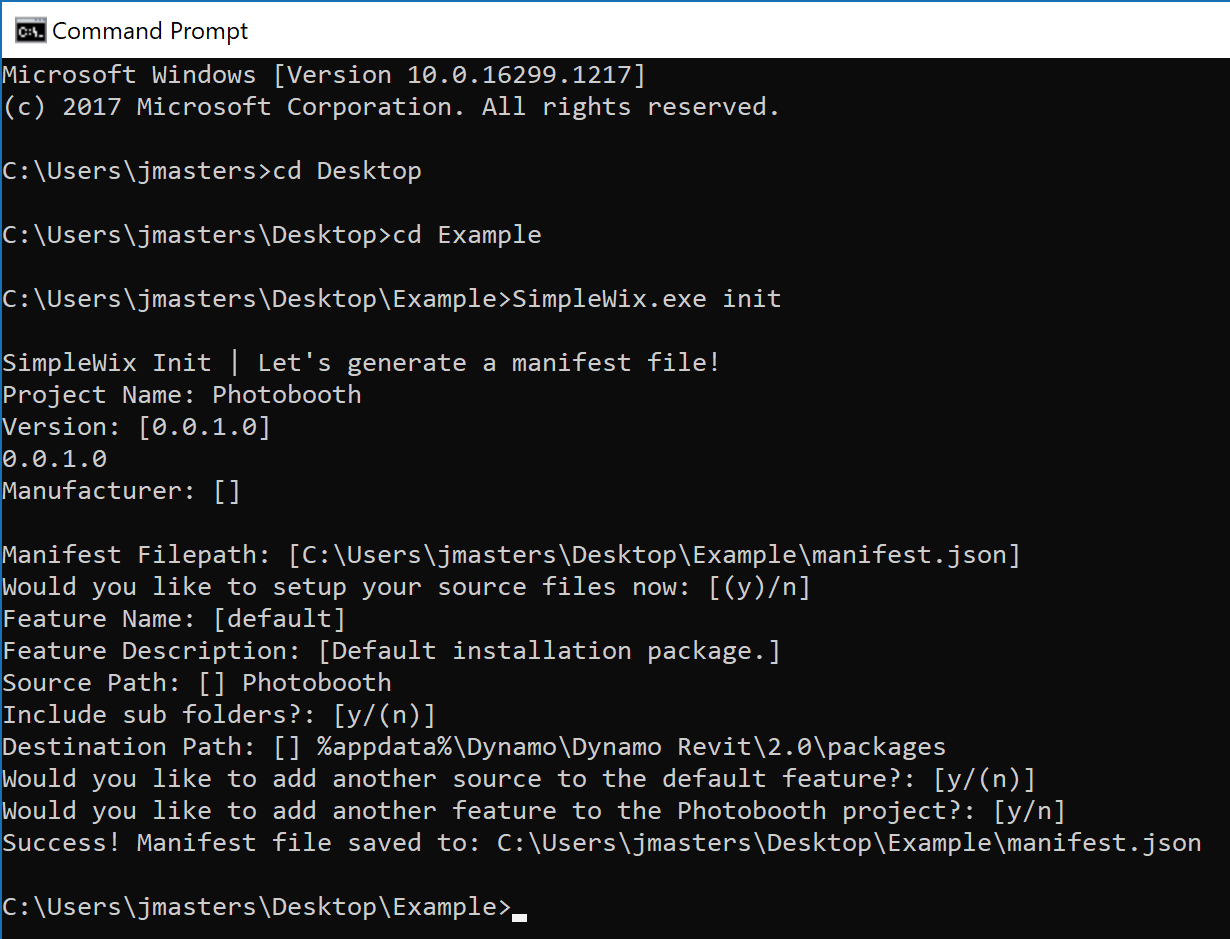 Command Prompt
Microsoft Windows [Version 10.0.16299.1217]
(c) 2017 Microsoft Corporation. All rights reserved.
C:\Users\jmasters>cd Desktop
C:\Users\jmasters\Desktop>cd Example
C:\Users\jmasters\Desktop\Example>SimpleWix.exe init
SimpleWix Init | Let's generate a manifest file!
Project Name: Photobooth
Version: [0.0.1.0]
0.0.1.0
Manufacturer: []
Manifest Filepath: [C:\Users\jmasters\Desktop\Example\manifest.json]
Would you like to setup your source files now: [(y)/n]
Feature Name: [default]
Feature Description: [Default installation package.]
Source Path: [] Photobooth
Include sub folders?: [y/(n)]
Destination Path: [] %appdata%\Dynamo\Dynamo Revit\2.0\packages
Would you like to add another source to the default feature?: [y/(n)]
Would you like to add another feature to the Photobooth project?: [y/n]
Success! Manifest file saved to: C:\Users\jmasters\Desktop\Example\manifest.json
C:\Users\jmasters\Desktop\Example>